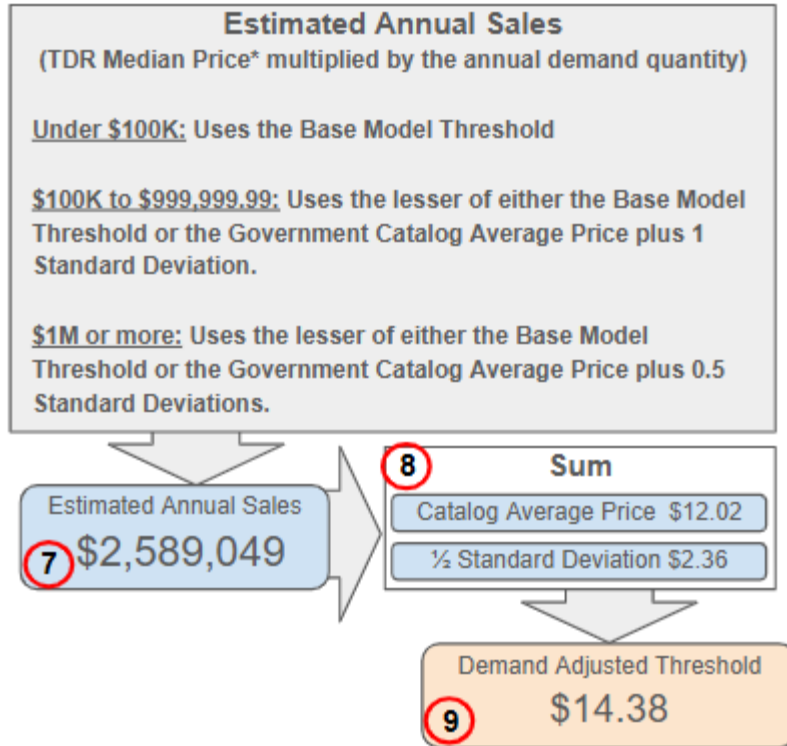 Estimated Annual Sales
(TDR Median Price* multiplied by the annual demand quantity)
Under $100K: Uses the Base Model Threshold
$100K to $999,999.99: Uses the lesser of either the Base Model
Threshold or the Government Catalog Average Price plus 1
Standard Deviation.
$1M or more: Uses the lesser of either the Base Model
Threshold or the Government Catalog Average Price plus 0.5
Standard Deviations.
Estimated Annual Sales
7 $2,589,049
8 Sum
Catalog Average Price $12.02
½ Standard Deviation $2.36
Demand Adjusted Threshold
9 $14.38